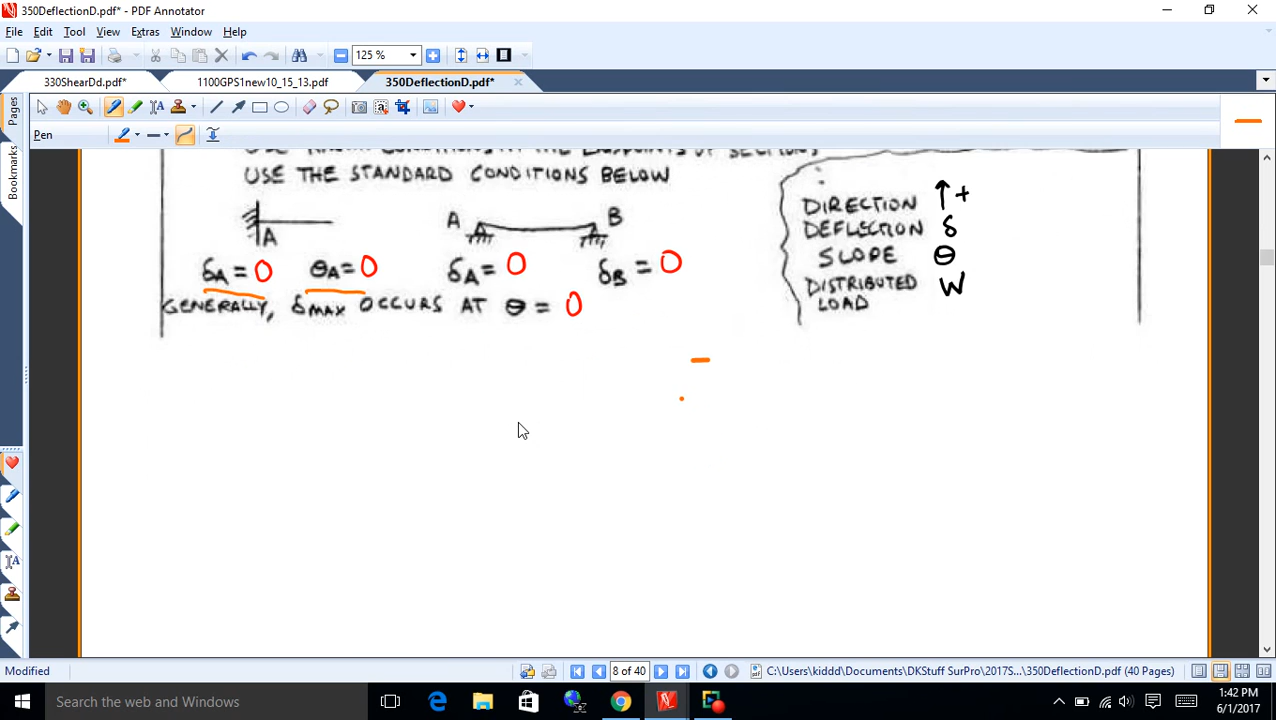 350DeflectionD.pdf* - PDF Annotator
File Edit Tool View Extras Window Help
125 %
330ShearDd.pdf* 1100GPS1new10_15_13.pdf 350DeflectionD.pdf*
Pen
Pages
Bookmarks
USE THE STANDARD CONDITIONS BELOW
A
A B
δA = 0 θA = 0 δA = 0 δB = 0
GENERALLY, δMAX OCCURS AT θ = 0
DIRECTION ↑+
DEFLECTION δ
SLOPE θ
DISTRIBUTED W
LOAD
Modified
8 of 40
C:\Users\kiddd\Documents\DKStuff SurPro\2017S...\350DeflectionD.pdf (40 Pages)
Search the web and Windows
1:42 PM
6/1/2017